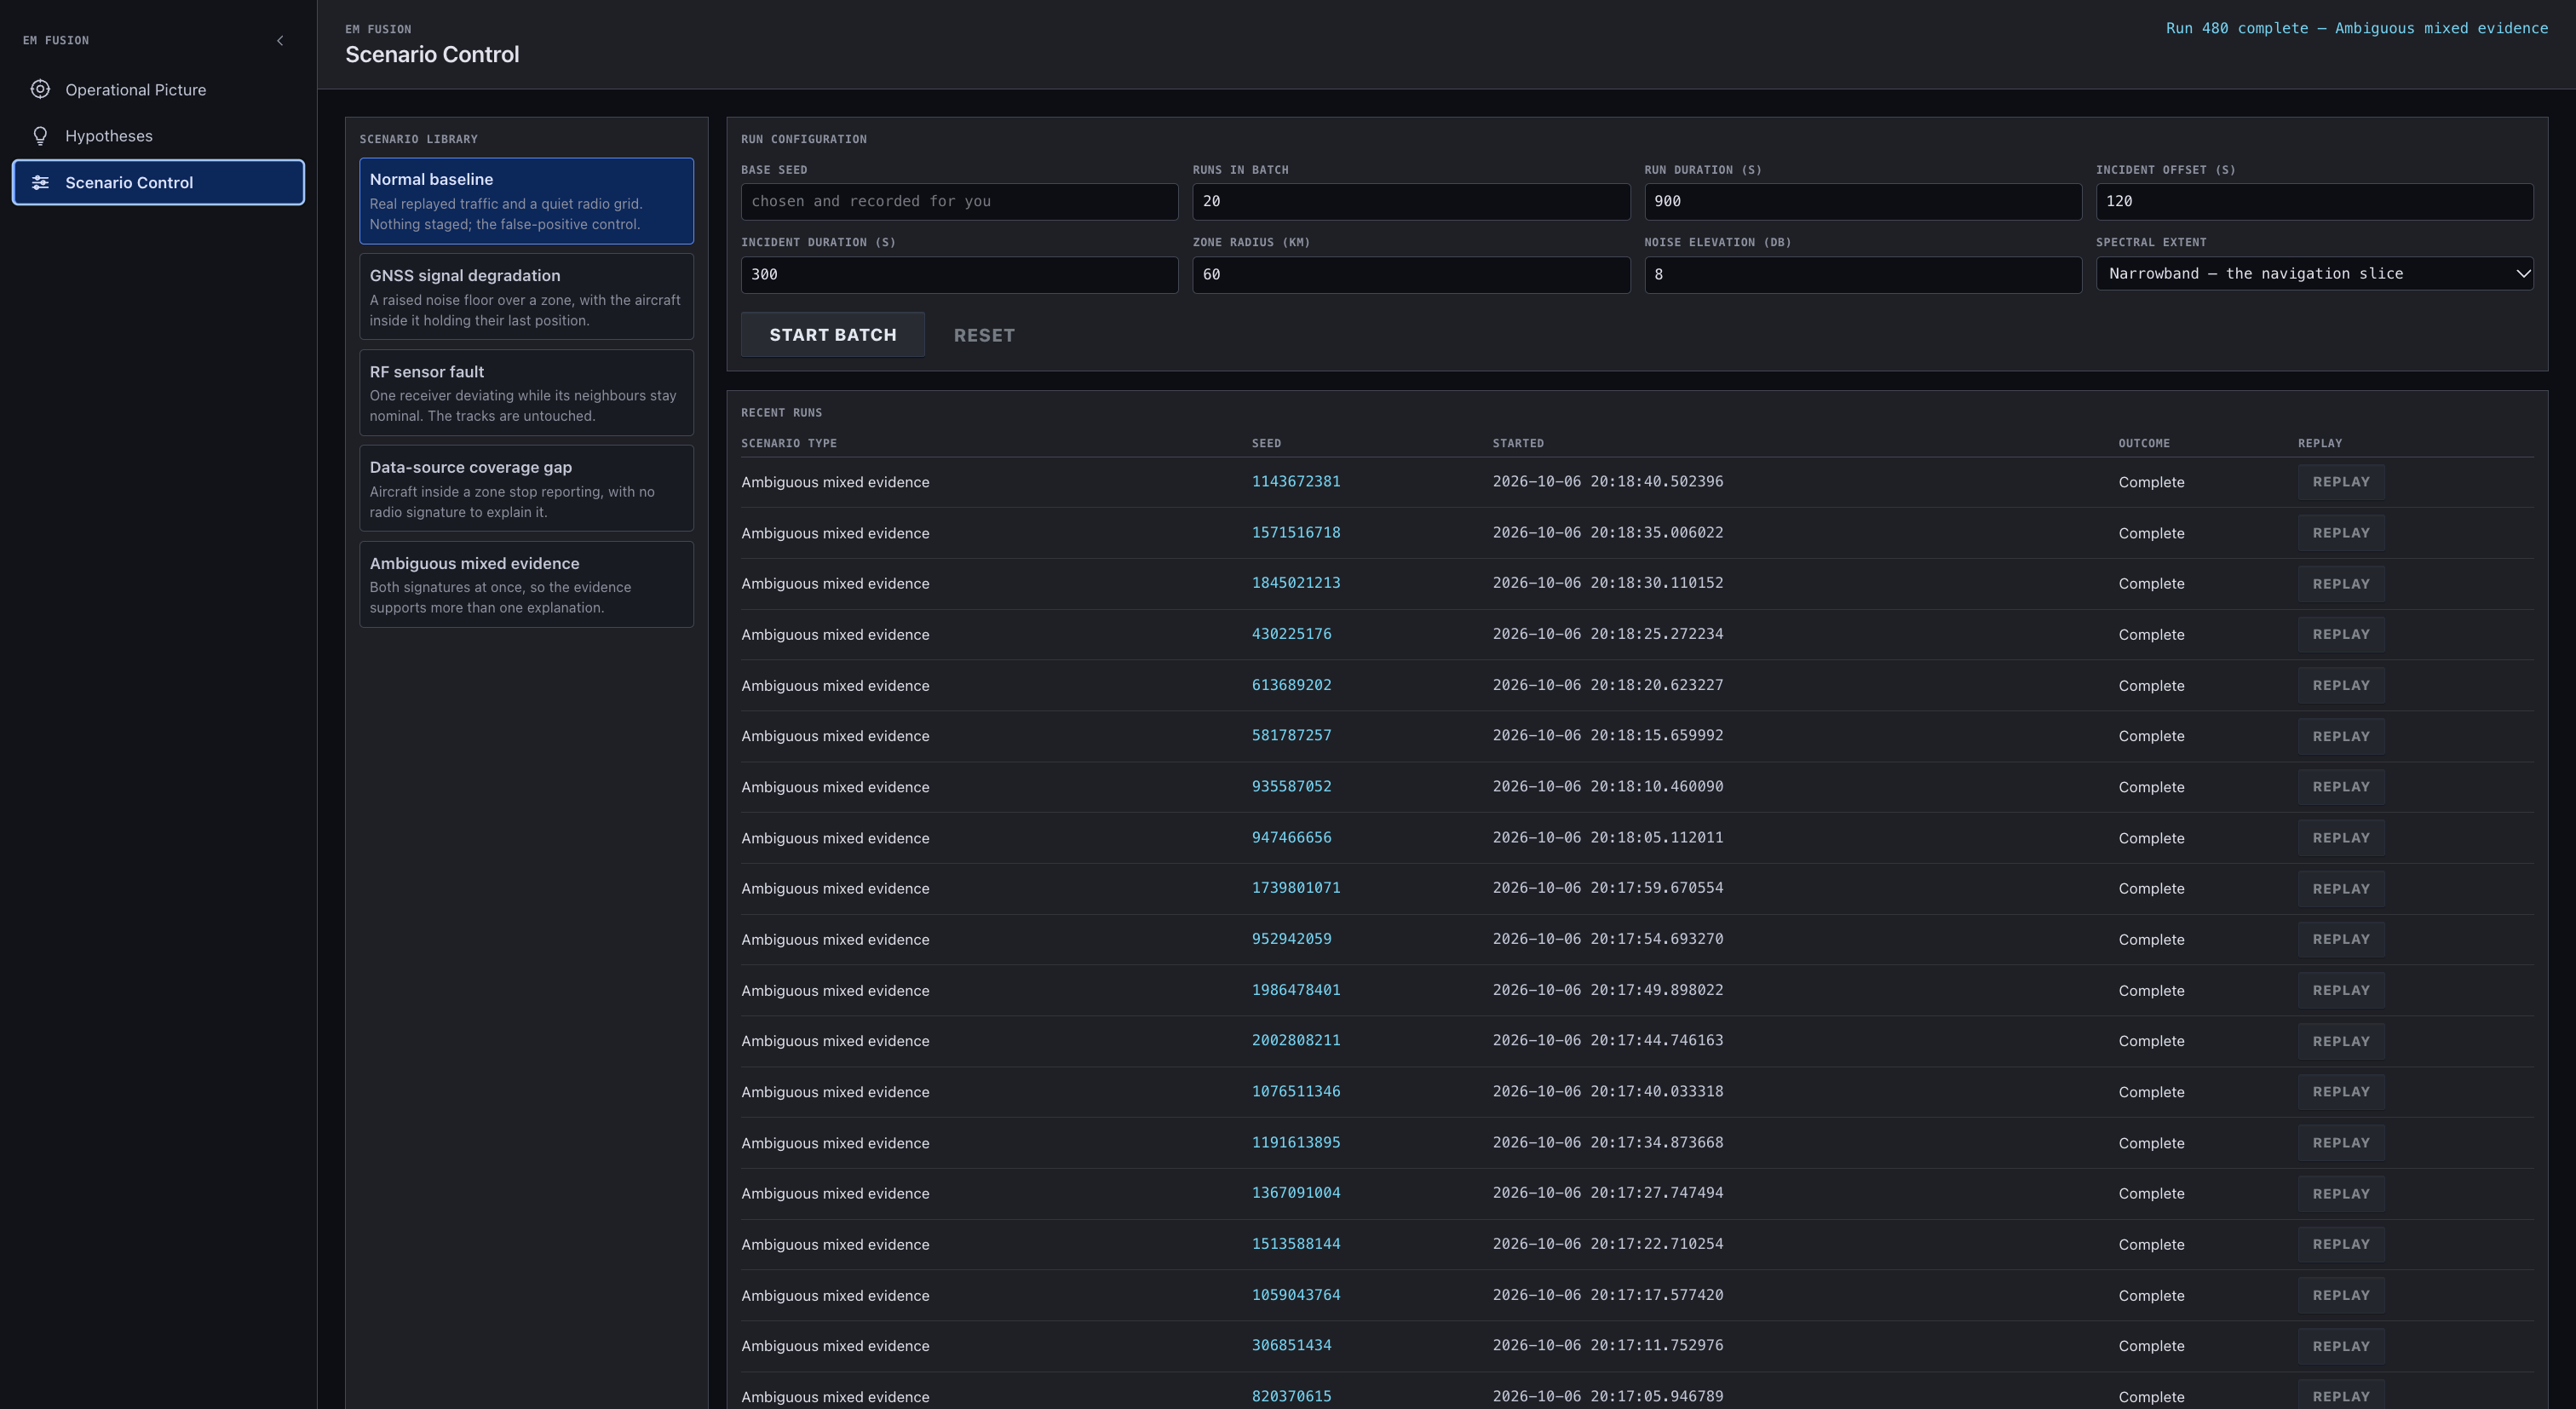 EM FUSION
Operational Picture
Hypotheses
Scenario Control
EM FUSION
Scenario Control
Run 480 complete — Ambiguous mixed evidence
SCENARIO LIBRARY
Normal baseline
Real replayed traffic and a quiet radio grid.
Nothing staged; the false-positive control.
GNSS signal degradation
A raised noise floor over a zone, with the aircraft
inside it holding their last position.
RF sensor fault
One receiver deviating while its neighbours stay
nominal. The tracks are untouched.
Data-source coverage gap
Aircraft inside a zone stop reporting, with no
radio signature to explain it.
Ambiguous mixed evidence
Both signatures at once, so the evidence
supports more than one explanation.
RUN CONFIGURATION
BASE SEED RUNS IN BATCH RUN DURATION (S) INCIDENT OFFSET (S)
chosen and recorded for you 20 900 120
INCIDENT DURATION (S) ZONE RADIUS (KM) NOISE ELEVATION (DB) SPECTRAL EXTENT
300 60 8 Narrowband — the navigation slice
START BATCH RESET
RECENT RUNS
SCENARIO TYPE SEED STARTED OUTCOME REPLAY
Ambiguous mixed evidence 1143672381 2026-10-06 20:18:40.502396 Complete REPLAY
Ambiguous mixed evidence 1571516718 2026-10-06 20:18:35.006022 Complete REPLAY
Ambiguous mixed evidence 1845021213 2026-10-06 20:18:30.110152 Complete REPLAY
Ambiguous mixed evidence 430225176 2026-10-06 20:18:25.272234 Complete REPLAY
Ambiguous mixed evidence 613689202 2026-10-06 20:18:20.623227 Complete REPLAY
Ambiguous mixed evidence 581787257 2026-10-06 20:18:15.659992 Complete REPLAY
Ambiguous mixed evidence 935587052 2026-10-06 20:18:10.460090 Complete REPLAY
Ambiguous mixed evidence 947466656 2026-10-06 20:18:05.112011 Complete REPLAY
Ambiguous mixed evidence 1739801071 2026-10-06 20:17:59.670554 Complete REPLAY
Ambiguous mixed evidence 952942059 2026-10-06 20:17:54.693270 Complete REPLAY
Ambiguous mixed evidence 1986478401 2026-10-06 20:17:49.898022 Complete REPLAY
Ambiguous mixed evidence 2002808211 2026-10-06 20:17:44.746163 Complete REPLAY
Ambiguous mixed evidence 1076511346 2026-10-06 20:17:40.033318 Complete REPLAY
Ambiguous mixed evidence 1191613895 2026-10-06 20:17:34.873668 Complete REPLAY
Ambiguous mixed evidence 1367091004 2026-10-06 20:17:27.747494 Complete REPLAY
Ambiguous mixed evidence 1513588144 2026-10-06 20:17:22.710254 Complete REPLAY
Ambiguous mixed evidence 1059043764 2026-10-06 20:17:17.577420 Complete REPLAY
Ambiguous mixed evidence 306851434 2026-10-06 20:17:11.752976 Complete REPLAY
Ambiguous mixed evidence 820370615 2026-10-06 20:17:05.946789 Complete REPLAY